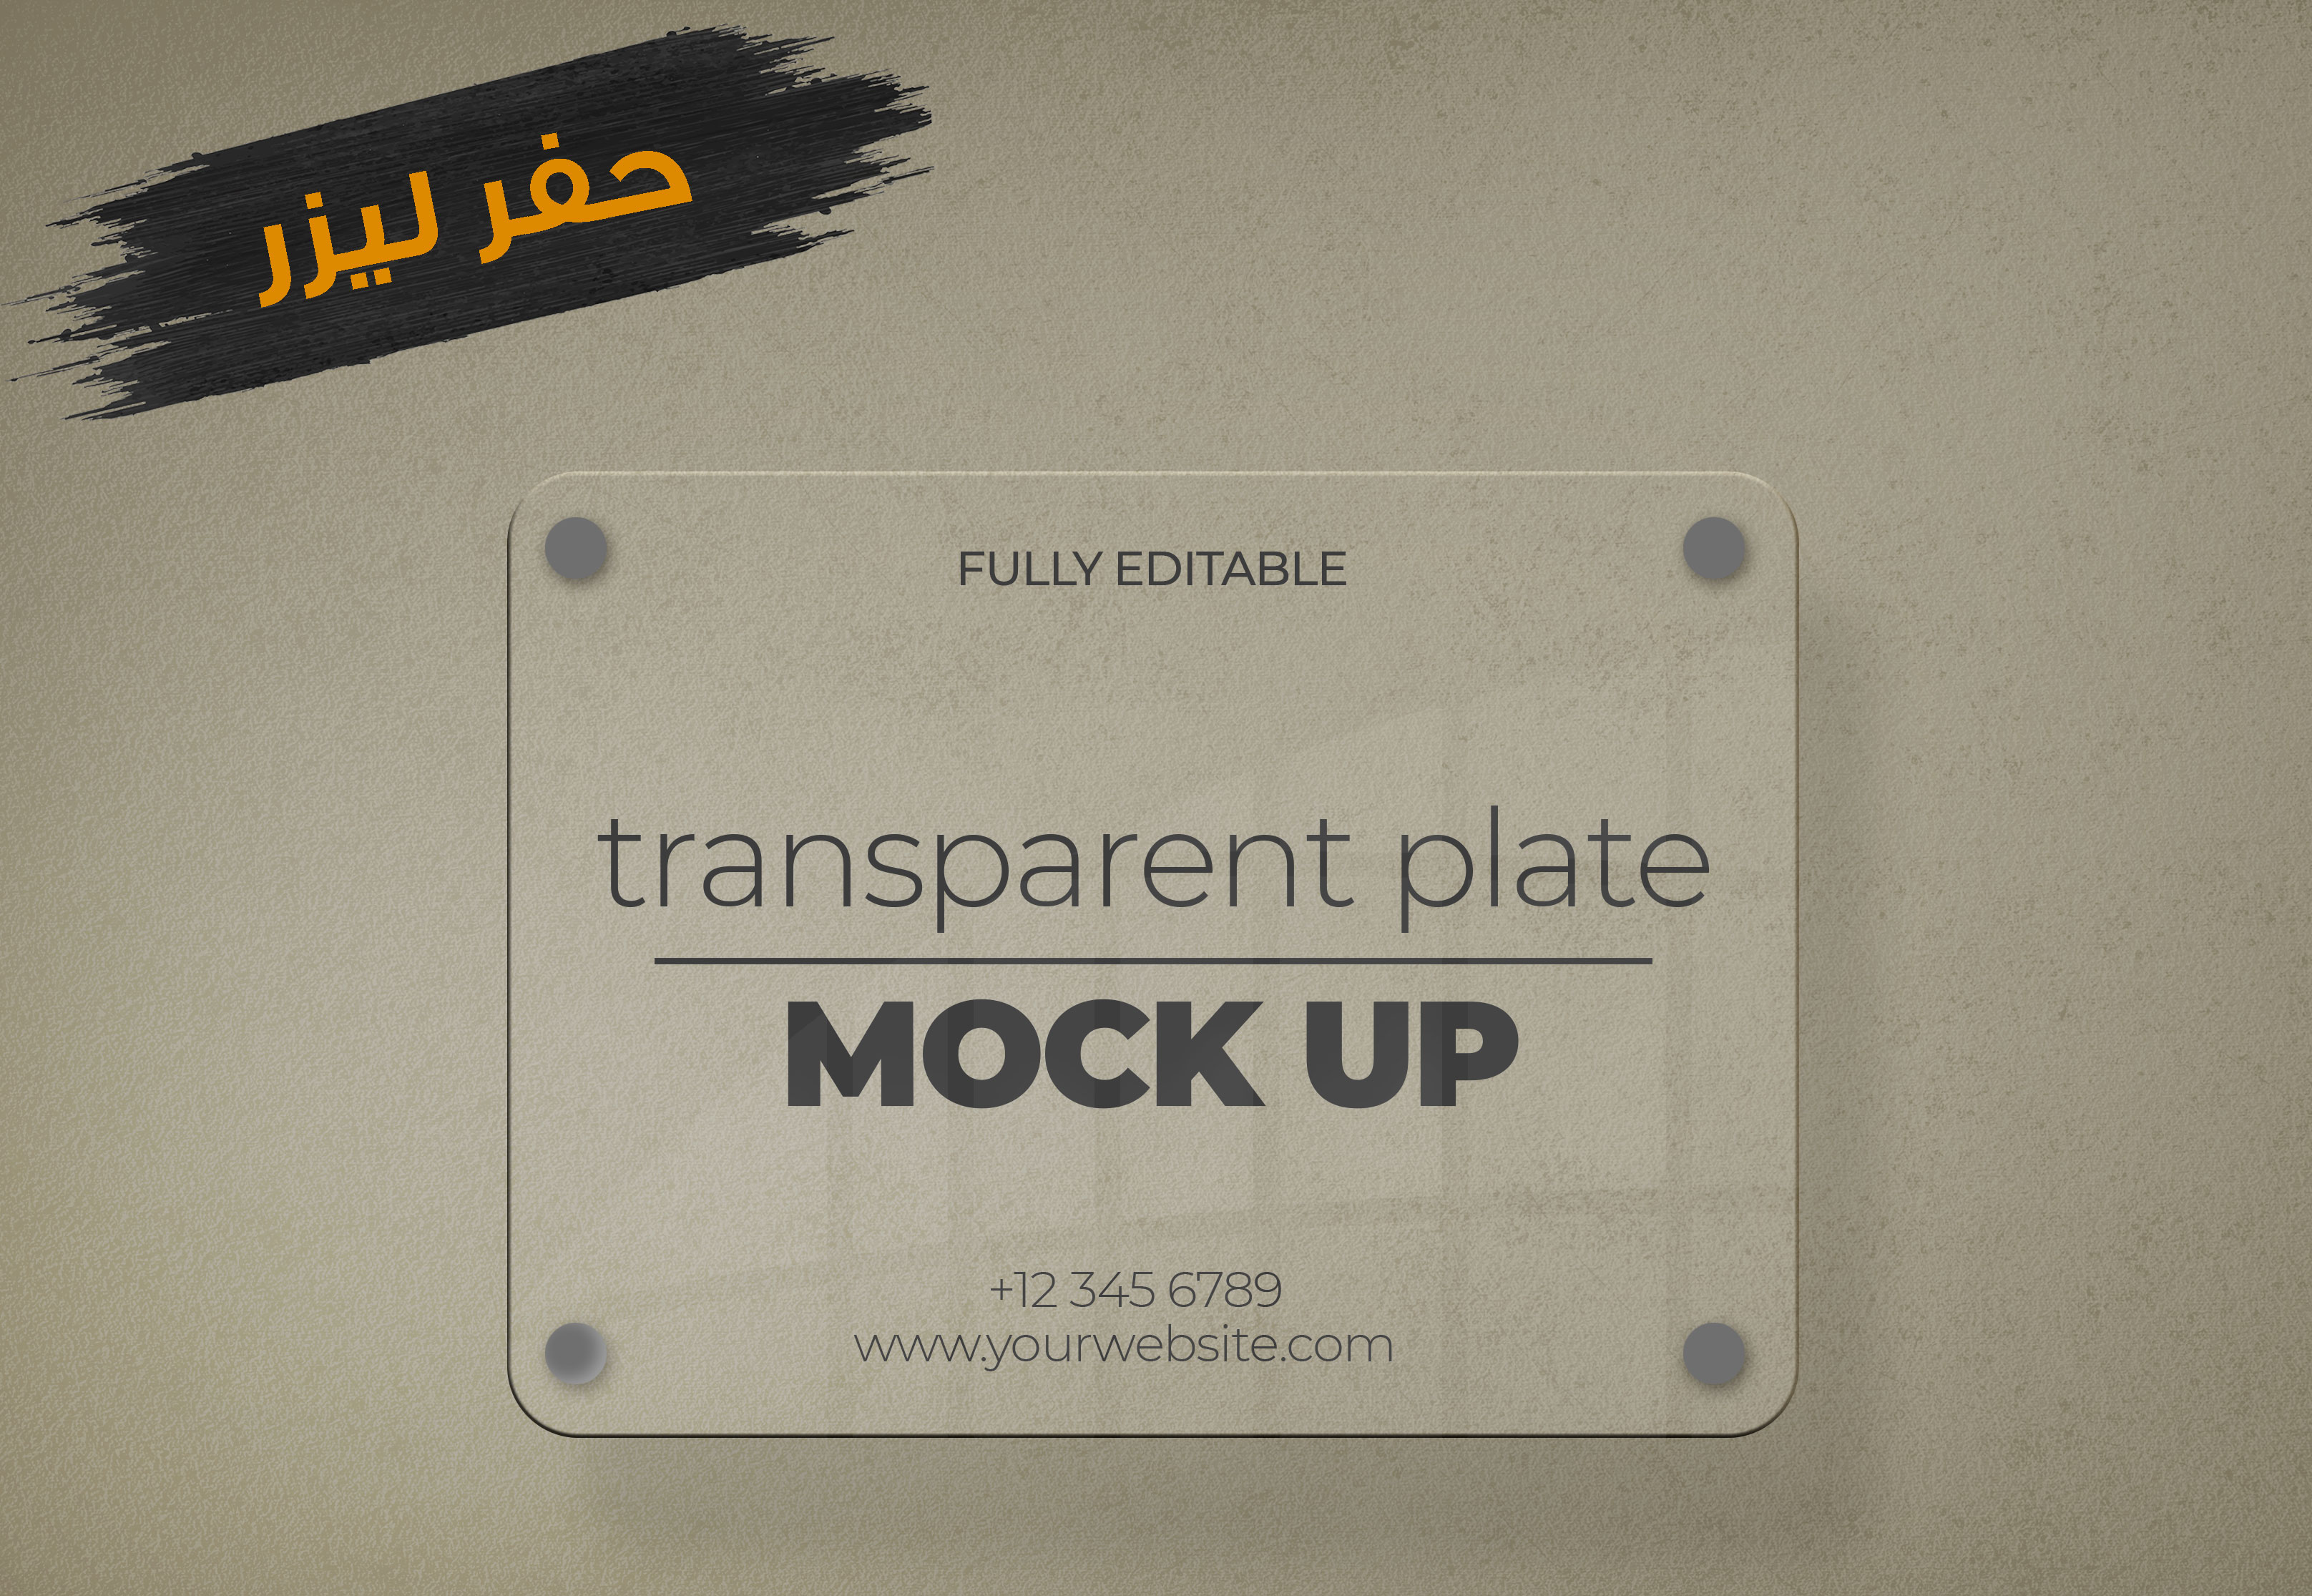 حفر ليزر
FULLY EDITABLE
transparent plate
MOCK UP
+12 345 6789
www.yourwebsite.com